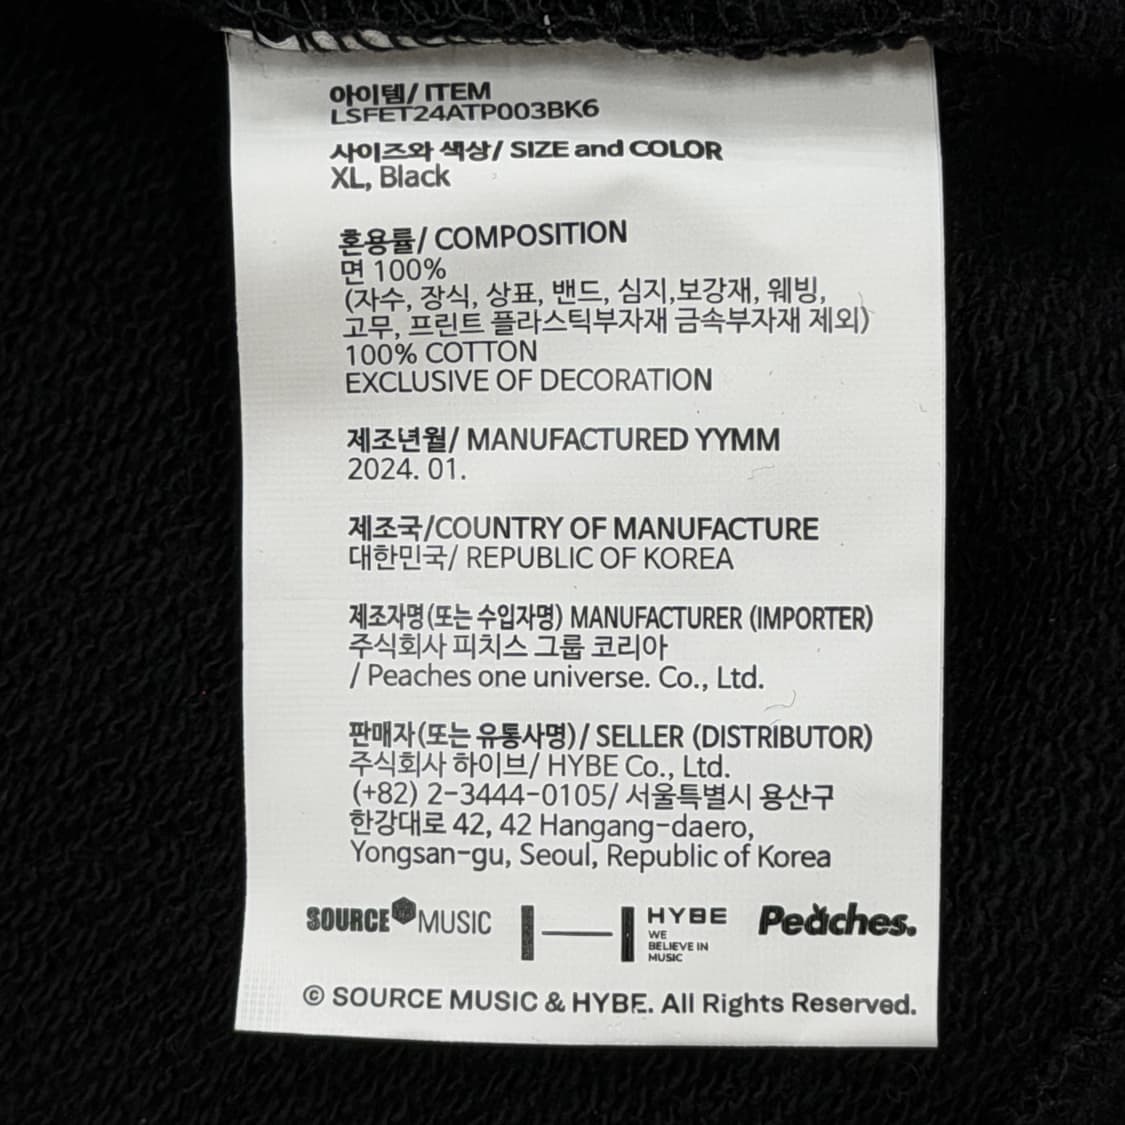 아이템/ ITEM
LSFET24ATP003BK6
사이즈와 색상/ SIZE and COLOR
XL, Black
혼용률/ COMPOSITION
면 100%
(자수, 장식, 상표, 밴드, 심지,보강재, 웨빙,
고무, 프린트 플라스틱부자재 금속부자재 제외)
100% COTTON
EXCLUSIVE OF DECORATION
제조년월/ MANUFACTURED YYMM
2024. 01.
제조국/COUNTRY OF MANUFACTURE
대한민국/ REPUBLIC OF KOREA
제조자명(또는 수입자명) MANUFACTURER (IMPORTER)
주식회사 피치스 그룹 코리아
/ Peaches one universe. Co., Ltd.
판매자(또는 유통사명)/ SELLER (DISTRIBUTOR)
주식회사 하이브/ HYBE Co., Ltd.
(+82) 2-3444-0105/ 서울특별시 용산구
한강대로 42, 42 Hangang-daero,
Yongsan-gu, Seoul, Republic of Korea
SOURCE MUSIC
HYBE
WE
BELIEVE IN
MUSIC
Peaches.
© SOURCE MUSIC & HYBE. All Rights Reserved.